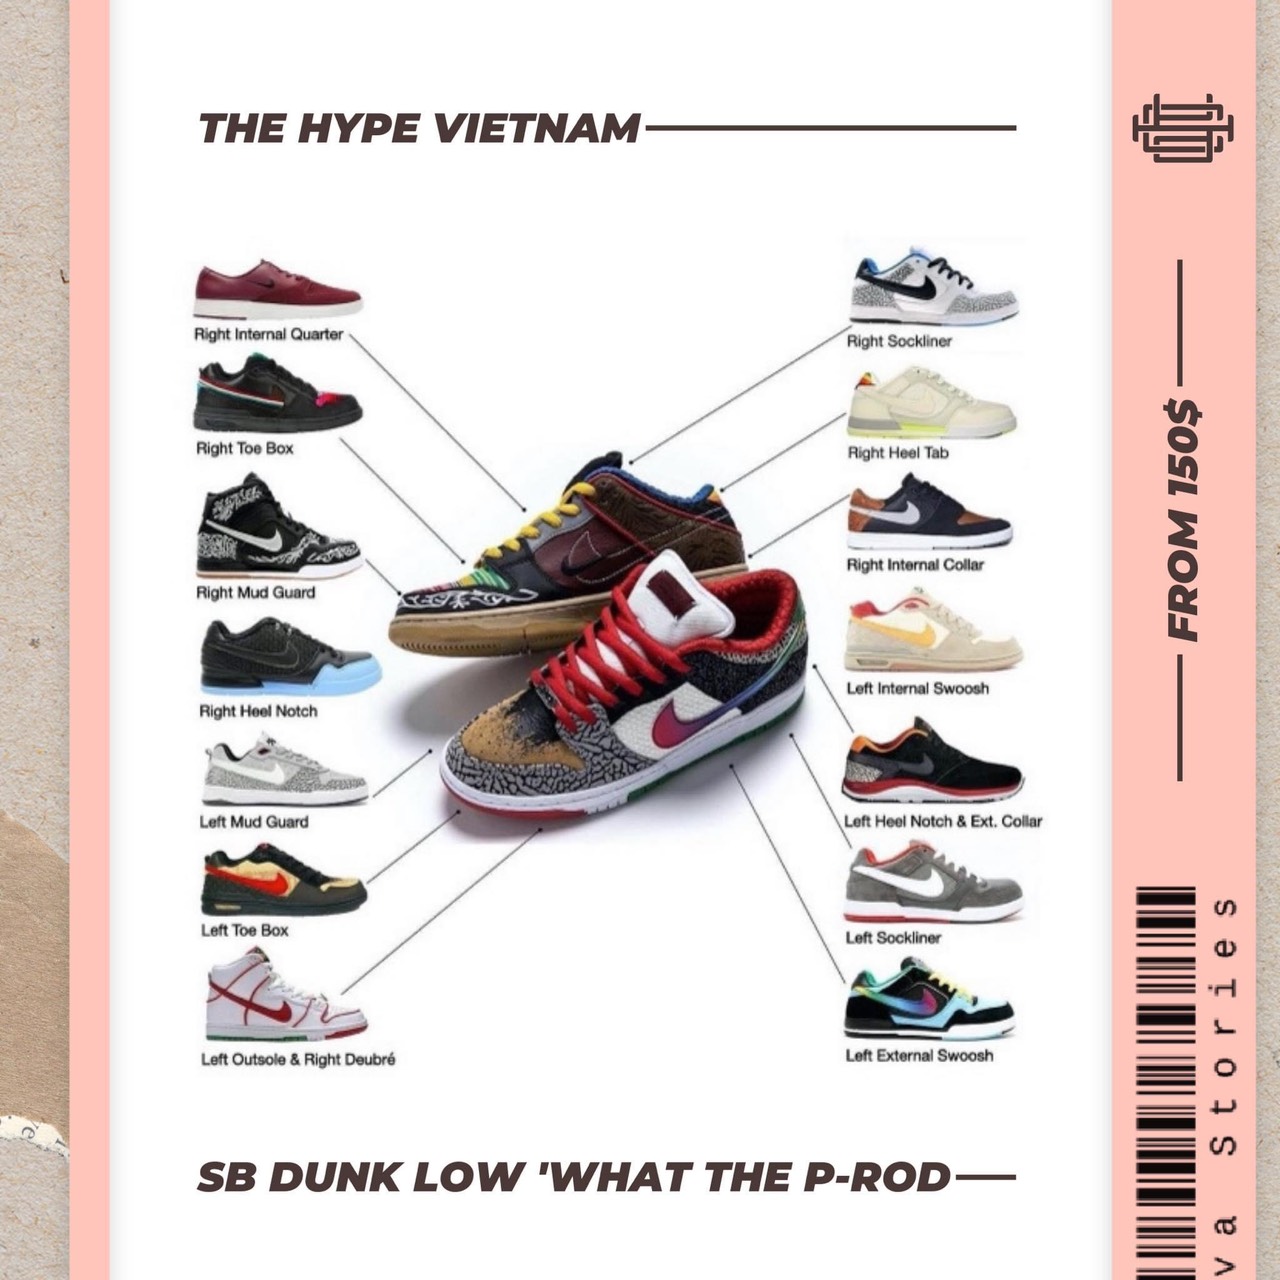 THE HYPE VIETNAM
Right Internal Quarter
Right Toe Box
Right Mud Guard
Right Heel Notch
Left Mud Guard
Left Toe Box
Left Outsole & Right Deubré
Right Sockliner
Right Heel Tab
Right Internal Collar
Left Internal Swoosh
Left Heel Notch & Ext. Collar
Left Sockliner
Left External Swoosh
SB DUNK LOW 'WHAT THE P-ROD
FROM 150$
va Stories